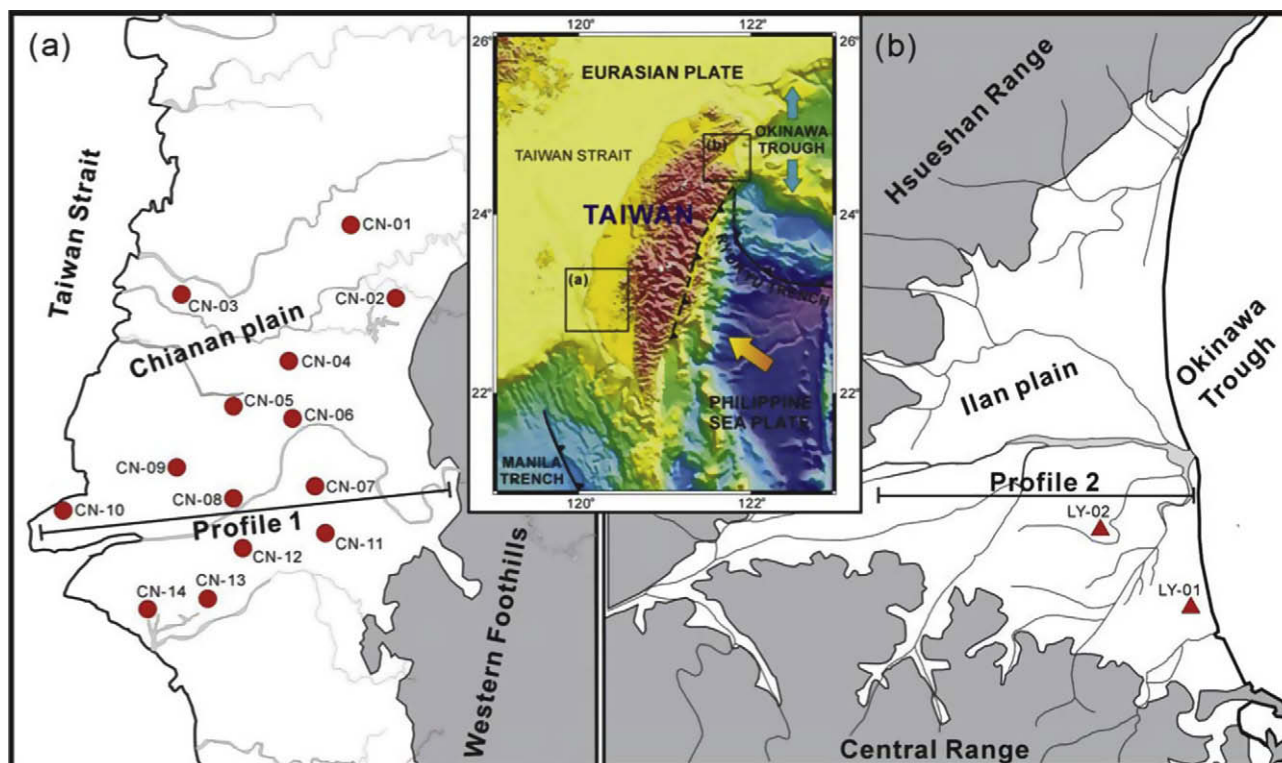 (a)
Taiwan Strait
Chianan plain
CN-01
CN-02
CN-03
CN-04
CN-05
CN-06
CN-09
CN-08
CN-07
CN-10
Profile 1
CN-11
CN-12
CN-13
CN-14
Western Foothills
120°
122°
26°
24°
22°
EURASIAN PLATE
TAIWAN STRAIT
(b)
OKINAWA
TROUGH
TAIWAN
(a)
RYUKYU TRENCH
PHILIPPINE
SEA PLATE
MANILA
TRENCH
120°
122°
(b)
Hsueshan Range
Okinawa
Trough
Ilan plain
Profile 2
LY-02
LY-01
Central Range